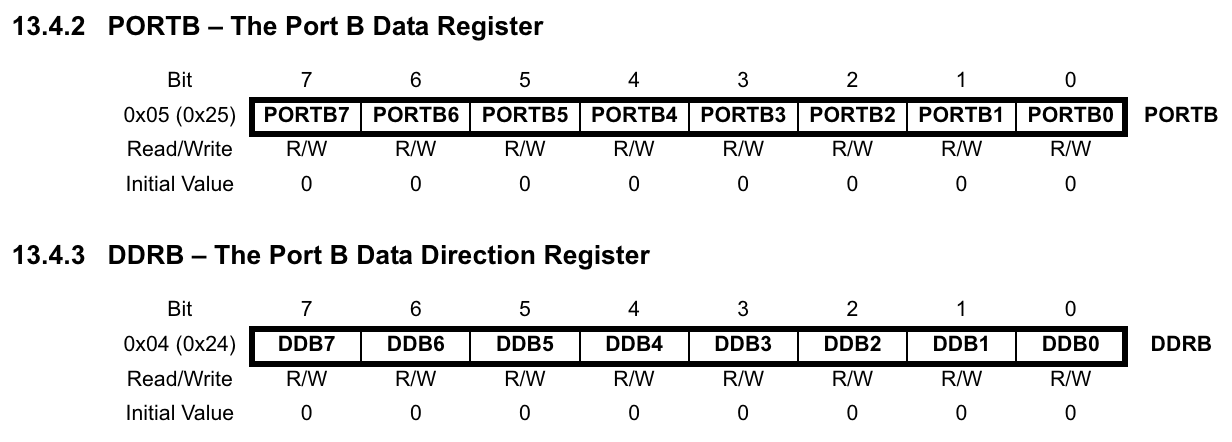 13.4.2 PORTB – The Port B Data Register
Bit 7 6 5 4 3 2 1 0
0x05 (0x25) PORTB7 PORTB6 PORTB5 PORTB4 PORTB3 PORTB2 PORTB1 PORTB0 PORTB
Read/Write R/W R/W R/W R/W R/W R/W R/W R/W
Initial Value 0 0 0 0 0 0 0 0
13.4.3 DDRB – The Port B Data Direction Register
Bit 7 6 5 4 3 2 1 0
0x04 (0x24) DDB7 DDB6 DDB5 DDB4 DDB3 DDB2 DDB1 DDB0 DDRB
Read/Write R/W R/W R/W R/W R/W R/W R/W R/W
Initial Value 0 0 0 0 0 0 0 0